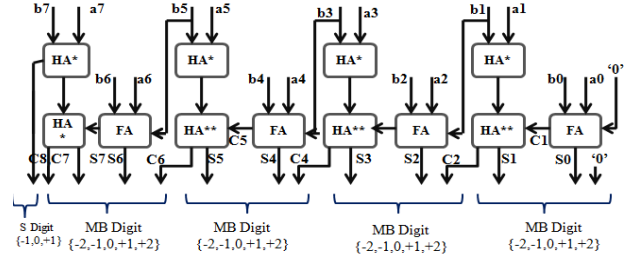 b7 a7 b5 a5 b3 a3 b1 a1
HA* HA* HA* HA*
b6 a6 b4 a4 b2 a2 b0 a0 '0'
HA * FA HA** FA HA** FA HA** FA
C5 C1
C8 C7 S7 S6 C6 S5 S4 C4 S3 S2 C2 S1 S0 '0'
S Digit MB Digit MB Digit MB Digit MB Digit
{-1,0,+1} {-2,-1,0,+1,+2} {-2,-1,0,+1,+2} {-2,-1,0,+1,+2} {-2,-1,0,+1,+2}